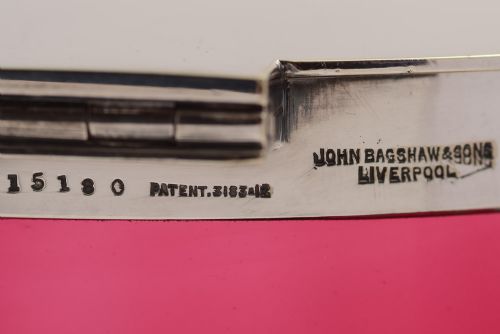 15180
PATENT.3183-12
JOHN BAGSHAW & SONS
LIVERPOOL